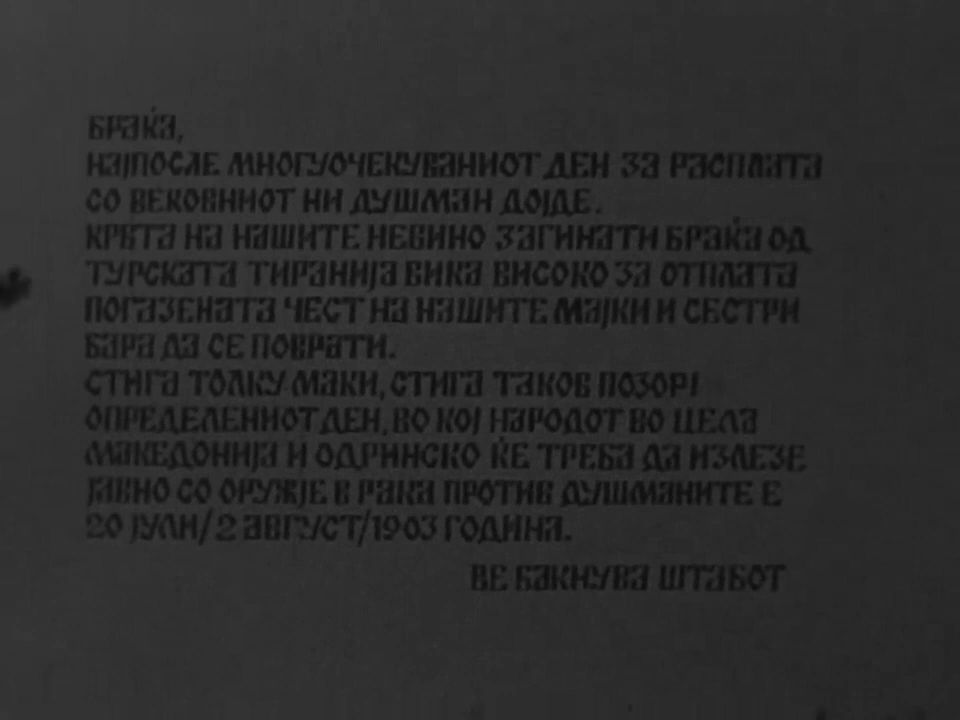 БРАЌА,
НАЈПОСЛЕ МНОГУОЧЕКУВАНИОТ ДЕН ЗА РАСПЛАТА
СО ВЕКОВНИОТ НИ ДУШМАН ДОЈДЕ.
КРВТА НА НАШИТЕ НЕВИНО ЗАГИНАТИ БРАЌА ОД
ТУРСКАТА ТИРАНИЈА ВИКА ВИСОКО ЗА ОТПЛАТА
ПОГАЗЕНАТА ЧЕСТ НА НАШИТЕ МАЈКИ И СЕСТРИ
БАРА ДА СЕ ПОВРАТИ.
СТИГА ТОЛКУ МАКИ, СТИГА ТАКОВ ПОЗОР!
ОПРЕДЕЛЕНИОТ ДЕН, ВО КОЈ НАРОДОТ ВО ЦЕЛА
МАКЕДОНИЈА И ОДРИНСКО ЌЕ ТРЕБА ДА ИЗЛЕЗЕ
ЈАВНО СО ОРУЖЈЕ В РАКА ПРОТИВ ДУШМАНИТЕ Е
20 ЈУЛИ/2 АВГУСТ/1903 ГОДИНА.
ВЕ БАКНУВА ШТАБОТ